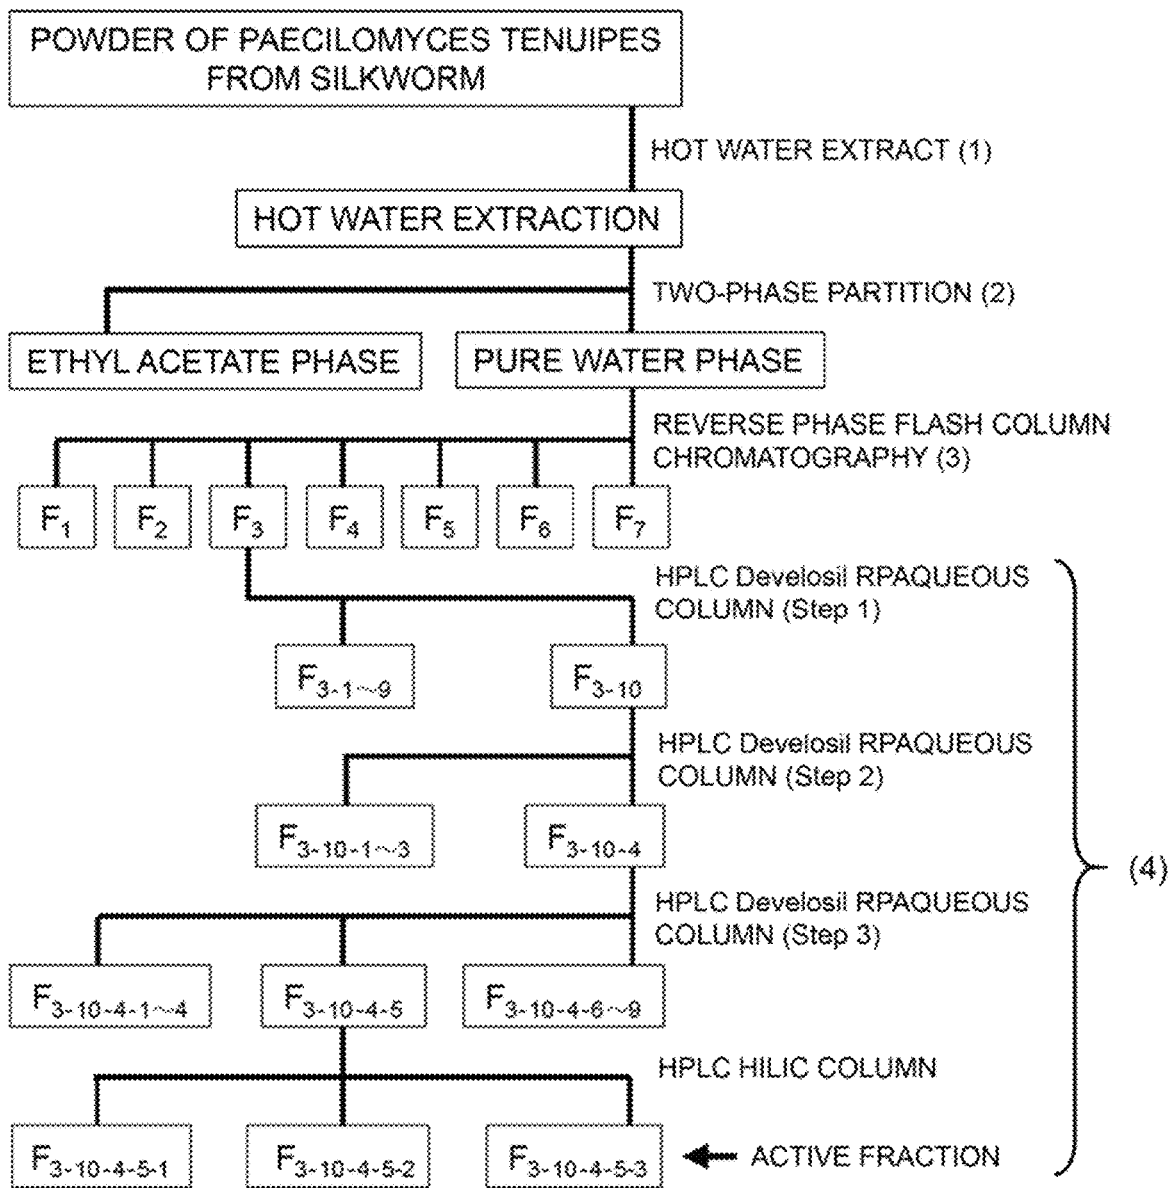 POWDER OF PAECILOMYCES TENUIPES
FROM SILKWORM
HOT WATER EXTRACT (1)
HOT WATER EXTRACTION
TWO-PHASE PARTITION (2)
ETHYL ACETATE PHASE
PURE WATER PHASE
REVERSE PHASE FLASH COLUMN
CHROMATOGRAPHY (3)
F1 F2 F3 F4 F5 F6 F7
HPLC Develosil RPAQUEOUS
COLUMN (Step 1)
F3-1~9 F3-10
HPLC Develosil RPAQUEOUS
COLUMN (Step 2)
F3-10-1~3 F3-10-4
(4)
HPLC Develosil RPAQUEOUS
COLUMN (Step 3)
F3-10-4-1~4 F3-10-4-5 F3-10-4-6~9
HPLC HILIC COLUMN
F3-10-4-5-1 F3-10-4-5-2 F3-10-4-5-3 ACTIVE FRACTION